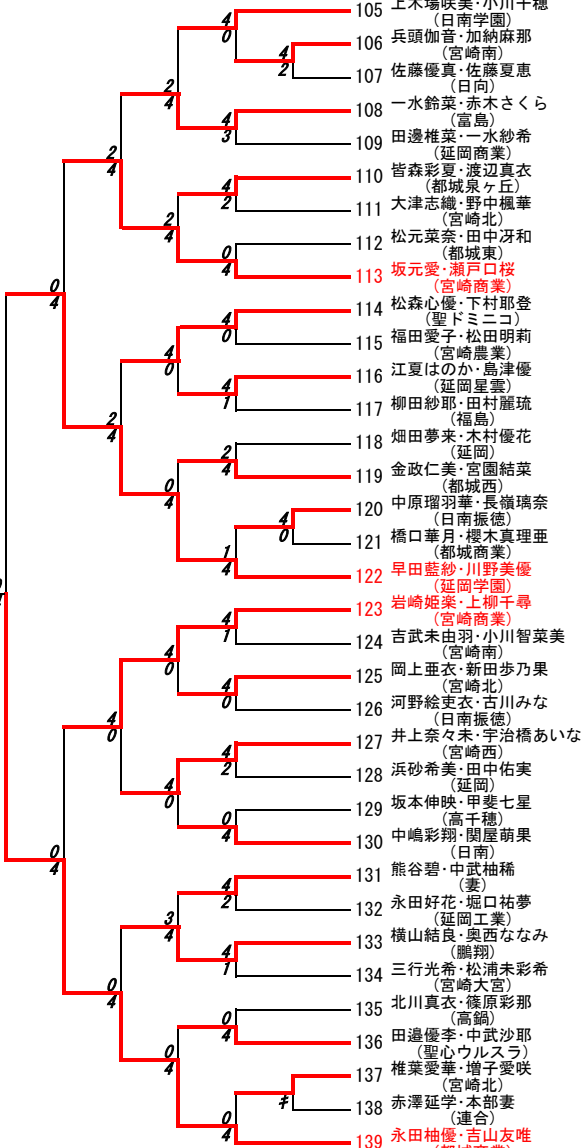 105 上木場咲美・小川千穂
(日南学園)
106 兵頭伽音・加納麻那
(宮崎南)
107 佐藤優真・佐藤夏恵
(日向)
108 一水鈴菜・赤木さくら
(富島)
109 田邊椎菜・一水紗希
(延岡商業)
110 皆森彩夏・渡辺真衣
(都城泉ヶ丘)
111 大津志織・野中楓華
(宮崎北)
112 松元菜奈・田中冴和
(都城東)
113 坂元愛・瀬戸口桜
(宮崎商業)
114 松森心優・下村耶登
(聖ドミニコ)
115 福田愛子・松田明莉
(宮崎農業)
116 江夏はのか・島津優
(延岡星雲)
117 柳田紗耶・田村麗琉
(福島)
118 畑田夢来・木村優花
(延岡)
119 金政仁美・宮園結菜
(都城西)
120 中原瑠羽華・長嶺璃奈
(日南振徳)
121 橋口華月・櫻木真理亜
(都城商業)
122 早田藍紗・川野美優
(延岡学園)
123 岩崎姫楽・上柳千尋
(宮崎商業)
124 吉武未由羽・小川智菜美
(宮崎南)
125 岡上亜衣・新田歩乃果
(宮崎北)
126 河野絵吏衣・古川みな
(日南振徳)
127 井上奈々未・宇治橋あいな
(宮崎西)
128 浜砂希美・田中佑実
(延岡)
129 坂本伸映・甲斐七星
(高千穂)
130 中嶋彩翔・関屋萌果
(日南)
131 熊谷碧・中武柚稀
(妻)
132 永田好花・堀口祐夢
(延岡工業)
133 横山結良・奥西ななみ
(鵬翔)
134 三行光希・松浦未彩希
(宮崎大宮)
135 北川真衣・篠原彩那
(高鍋)
136 田邉優李・中武沙耶
(聖心ウルスラ)
137 椎葉愛華・増子愛咲
(宮崎北)
138 赤澤延学・本部妻
(連合)
139 永田柚優・吉山友唯